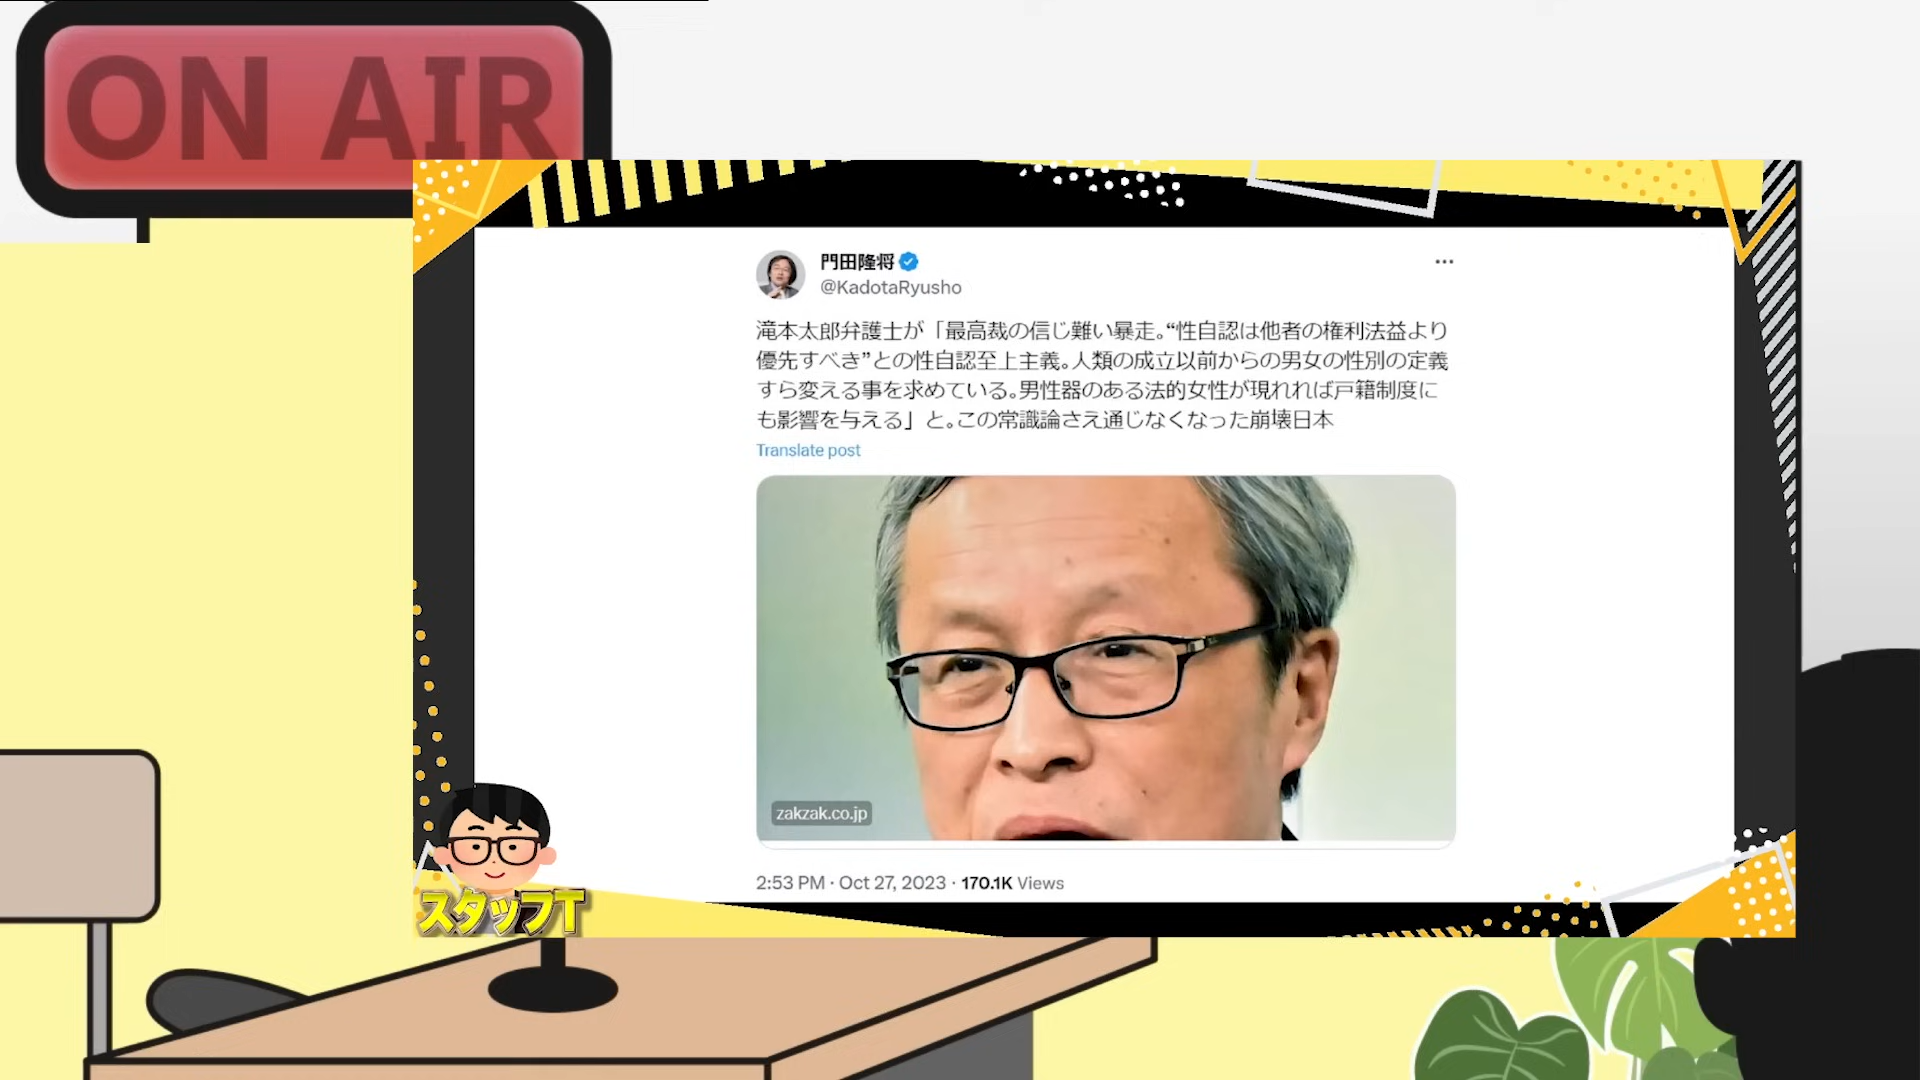 ON AIR
門田隆将
@KadotaRyusho
滝本太郎弁護士が「最高裁の信じ難い暴走。“性自認は他者の権利法益より
優先すべき”との性自認至上主義。人類の成立以前からの男女の性別の定義
すら変える事を求めている。男性器のある法的女性が現れれば戸籍制度に
も影響を与える」と。この常識論さえ通じなくなった崩壊日本
Translate post
zakzak.co.jp
2:53 PM · Oct 27, 2023 · 170.1K Views
スタッフT